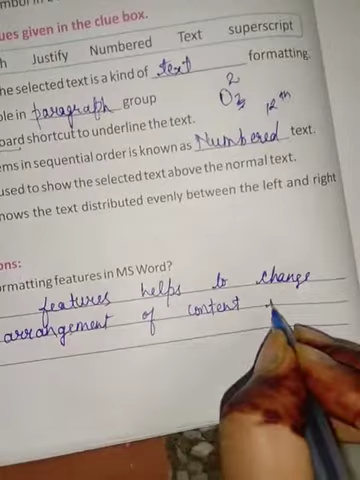 ues given in the clue box.
h Justify Numbered Text superscript
he selected text is a kind of text formatting.
ble in paragraph group
2
O3 12th
oard shortcut to underline the text.
ems in sequential order is known as Numbered text.
used to show the selected text above the normal text.
hows the text distributed evenly between the left and right
ons:
ormatting features in MS Word?
features helps to change
arrangement of content